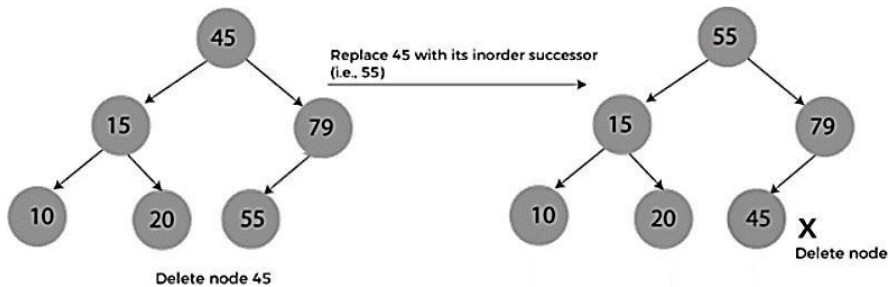 45
55
Replace 45 with its inorder successor
(i.e., 55)
15
79
15
79
10
20
55
10
20
45
X
Delete node
Delete node 45